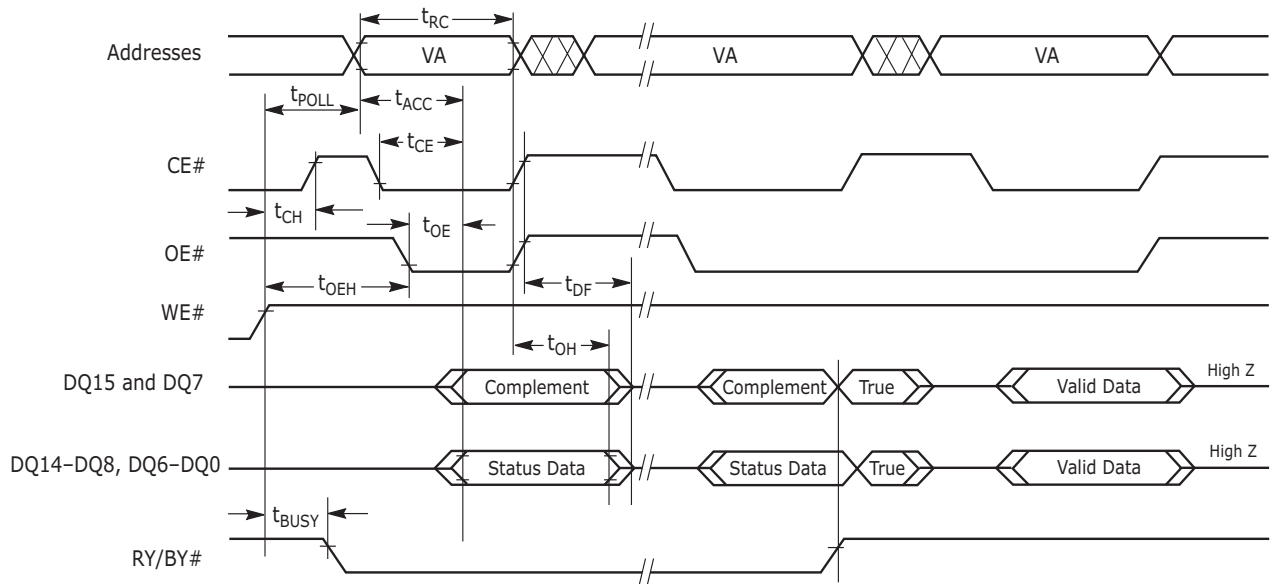 tRC
Addresses VA VA VA
tPOLL tACC
tCE
CE#
tCH tOE
OE#
tOEH tDF
WE#
tOH
DQ15 and DQ7 Complement Complement True Valid Data High Z
DQ14–DQ8, DQ6–DQ0 Status Data Status Data True Valid Data High Z
tBUSY
RY/BY#